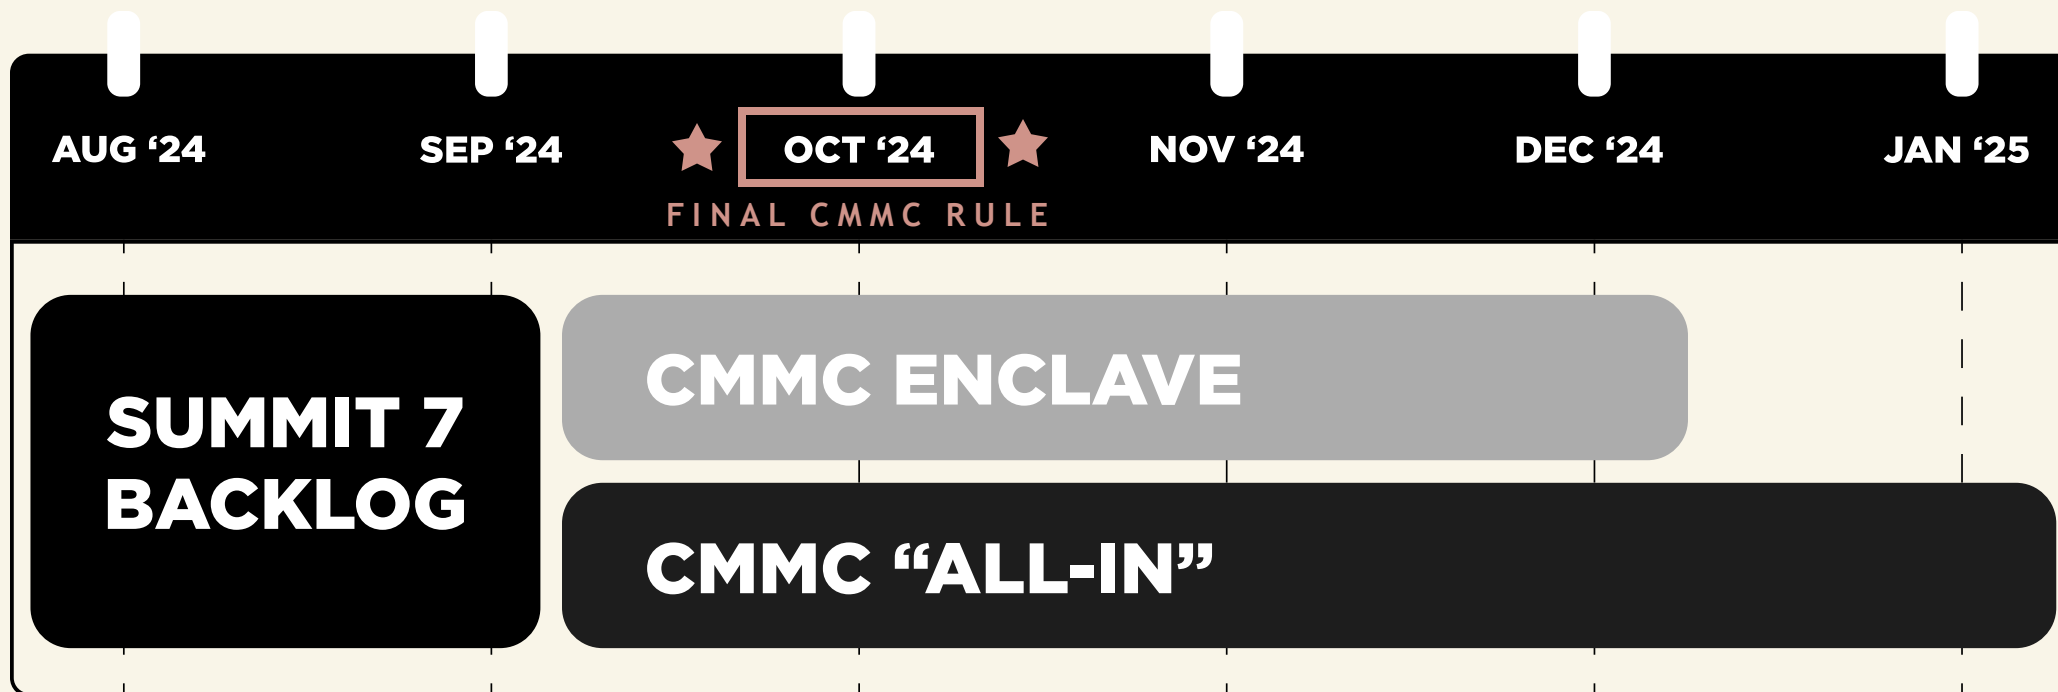 AUG ‘24
SEP ‘24
OCT ‘24
NOV ‘24
DEC ‘24
JAN ‘25
FINAL CMMC RULE
SUMMIT 7
BACKLOG
CMMC ENCLAVE
CMMC “ALL-IN”